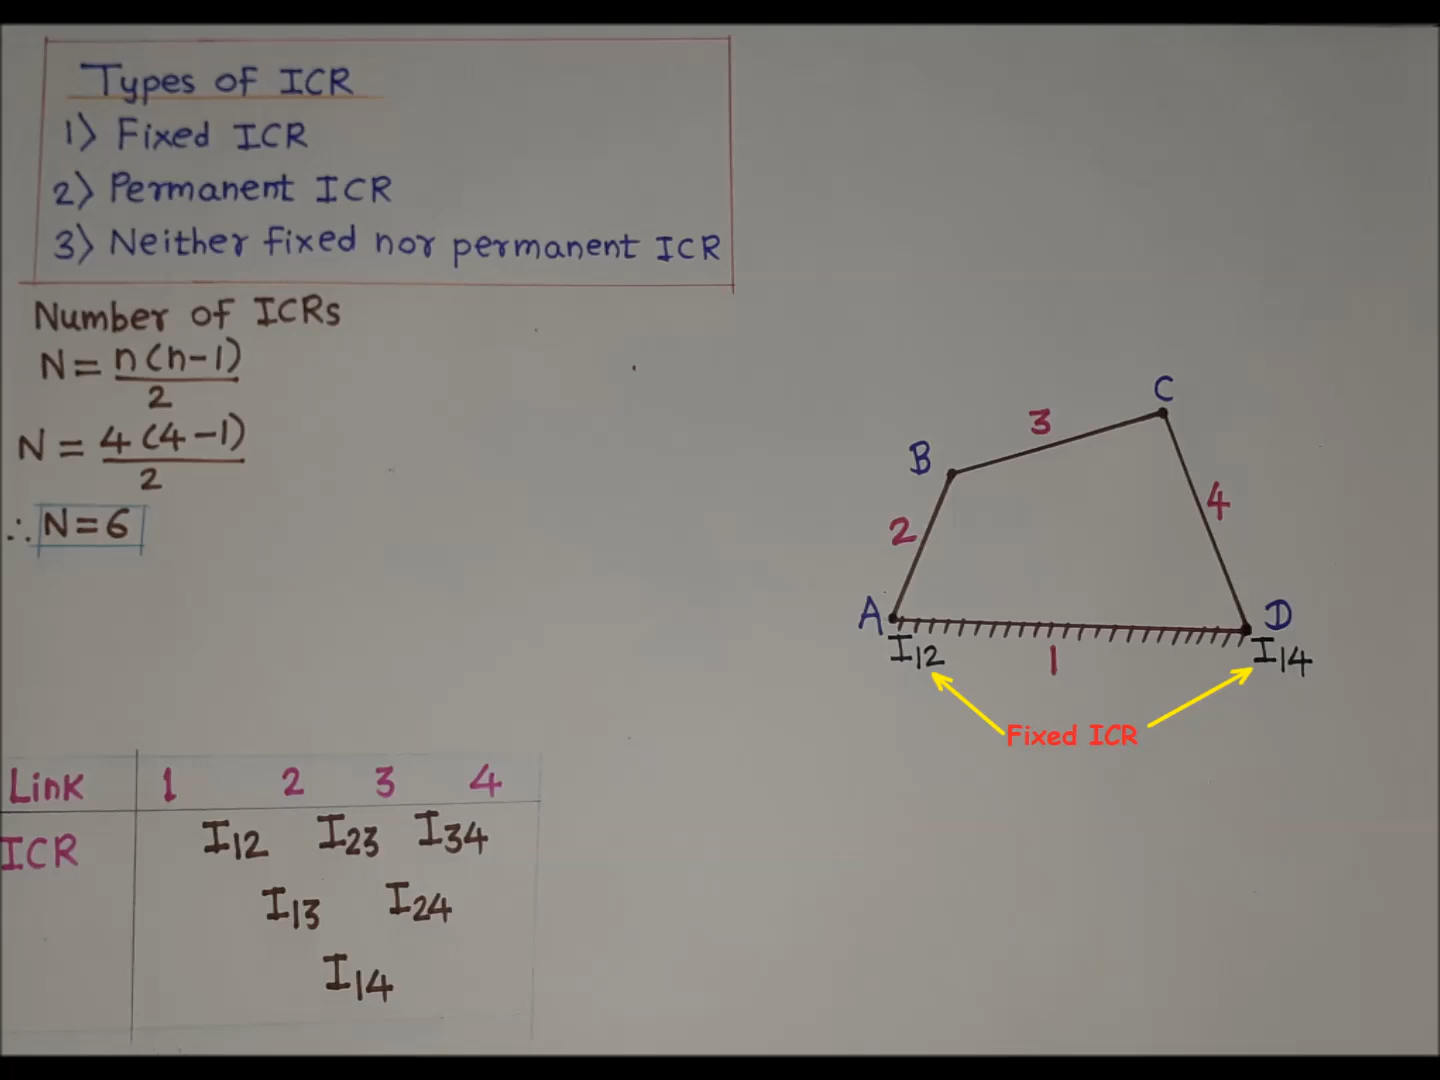 Types of ICR
1) Fixed ICR
2) Permanent ICR
3) Neither fixed nor permanent ICR
Number of ICRs
N = n(n-1)
2
N = 4(4-1)
2
∴ N=6
C
3
B
4
2
A
D
I12
1
I14
Fixed ICR
Link 1 2 3 4
ICR I12 I23 I34
I13 I24
I14